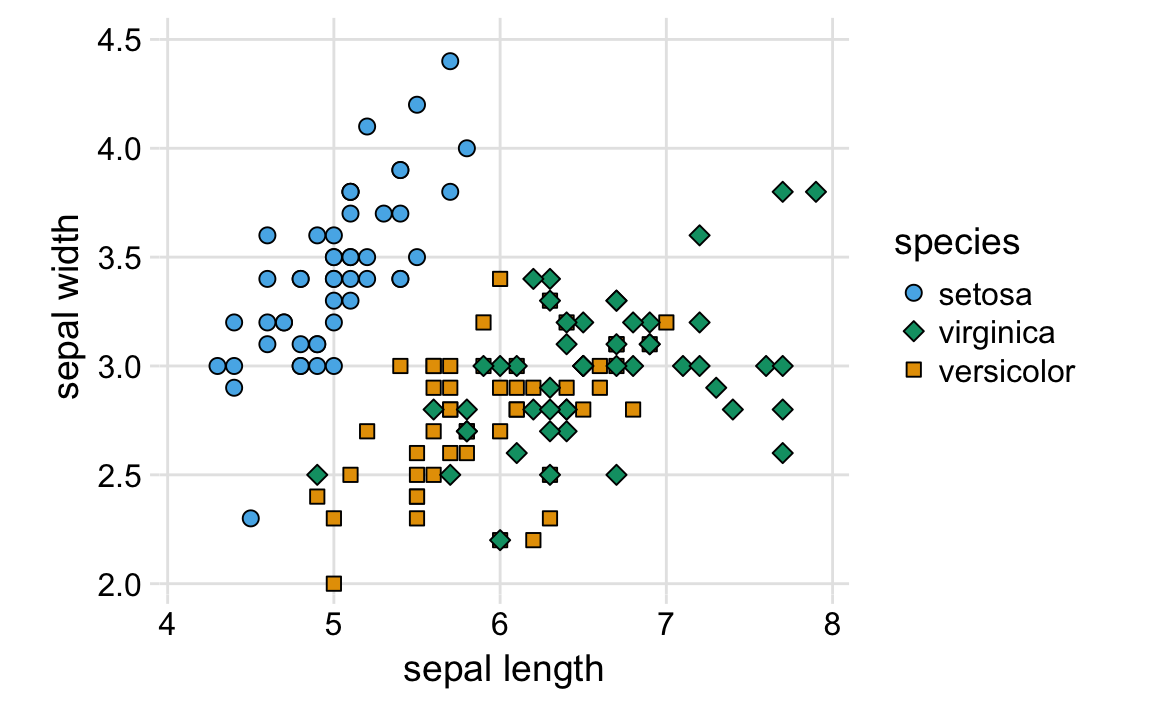 4.5
4.0
3.5
3.0
2.5
2.0
sepal width
4 5 6 7 8
sepal length
species
setosa
virginica
versicolor